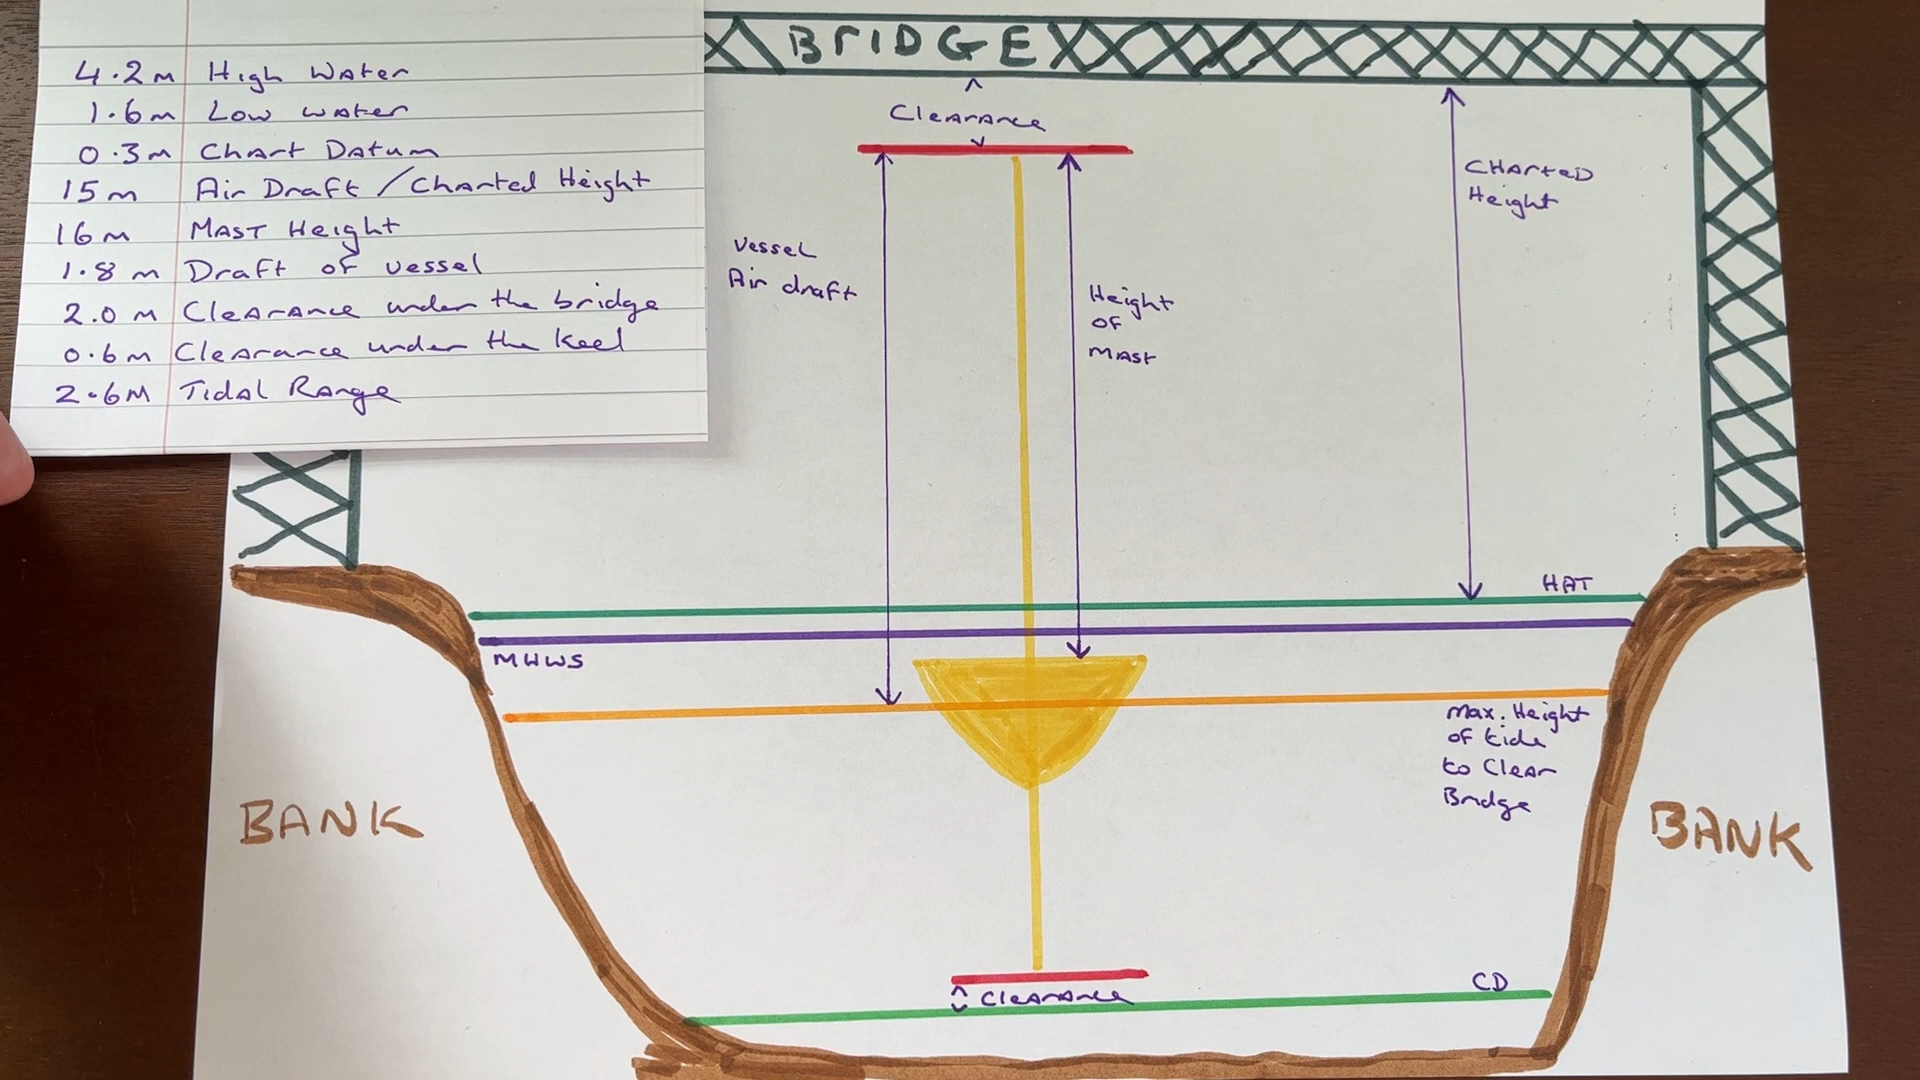 4.2m High Water
1.6m Low water
0.3m Chart Datum
15m Air Draft / Charted Height
16m Mast Height
1.8m Draft of vessel
2.0m Clearance under the bridge
0.6m Clearance under the keel
2.6M Tidal Range
BRIDGE
Clearance
CHArteD
Height
Vessel
Air draft
Height
of
Mast
HAT
MHWS
Max. Height
of tide
to Clear
Bridge
BANK
BANK
CD
Clearance